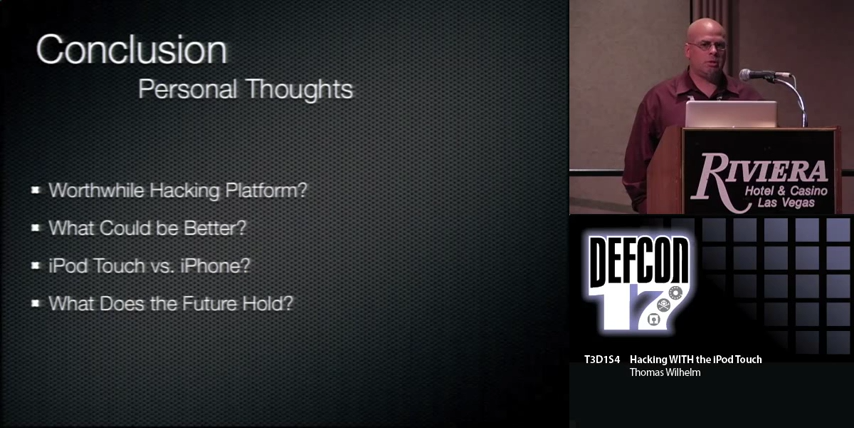 Conclusion
Personal Thoughts
Worthwhile Hacking Platform?
What Could be Better?
iPod Touch vs. iPhone?
What Does the Future Hold?
RIVIERA
Hotel & Casino
Las Vegas
DEFCON
17
T3D1S4 Hacking WITH the iPod Touch
Thomas Wilhelm